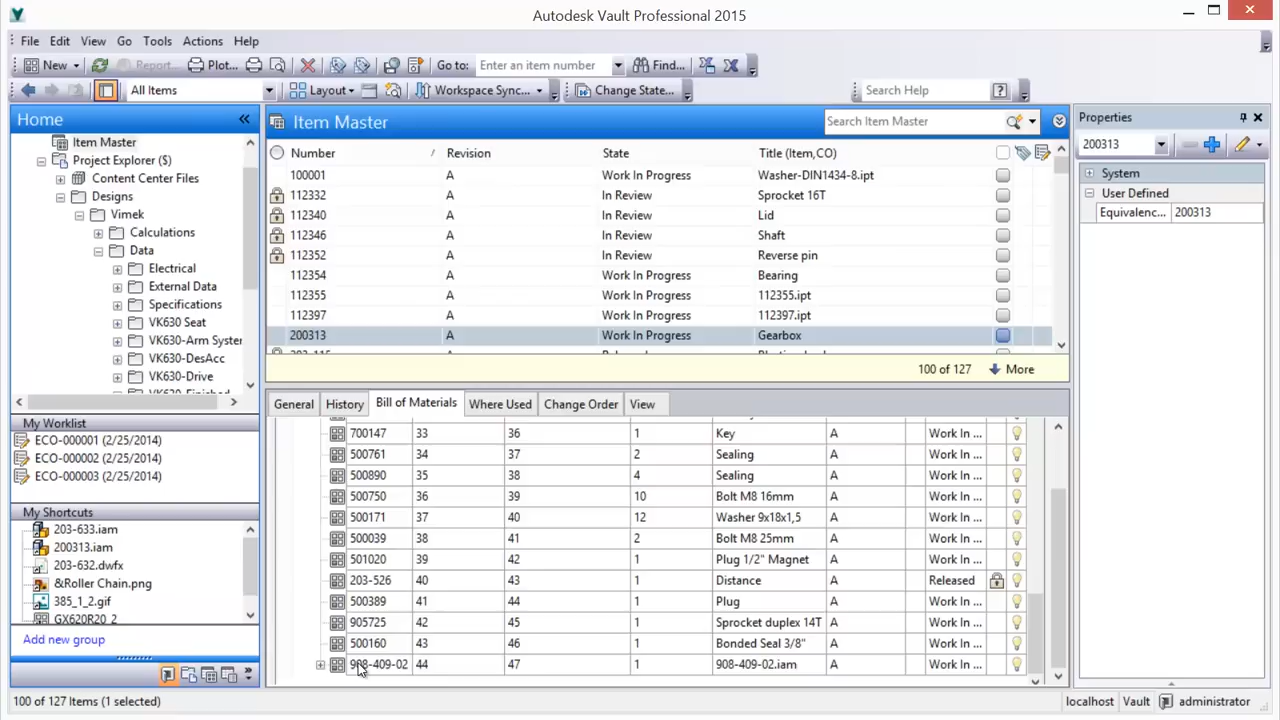 Autodesk Vault Professional 2015
File Edit View Go Tools Actions Help
New Report... Plot... Go to: Enter an item number Find...
All Items Layout Workspace Sync... Change State... Search Help
Home
Item Master
Project Explorer ($)
Content Center Files
Designs
Vimek
Calculations
Data
Electrical
External Data
Specifications
VK630 Seat
VK630-Arm System
VK630-DesAcc
VK630-Drive
My Worklist
ECO-000001 (2/25/2014)
ECO-000002 (2/25/2014)
ECO-000003 (2/25/2014)
My Shortcuts
203-633.iam
200313.iam
203-632.dwfx
&Roller Chain.png
385_1_2.gif
GX620R20_2
Add new group
Item Master Search Item Master
Number / Revision State Title (Item,CO)
100001 A Work In Progress Washer-DIN1434-8.ipt
112332 A In Review Sprocket 16T
112340 A In Review Lid
112346 A In Review Shaft
112352 A In Review Reverse pin
112354 A Work In Progress Bearing
112355 A Work In Progress 112355.ipt
112397 A Work In Progress 112397.ipt
200313 A Work In Progress Gearbox
100 of 127 More
General History Bill of Materials Where Used Change Order View
700147 33 36 1 Key A Work In ...
500761 34 37 2 Sealing A Work In ...
500890 35 38 4 Sealing A Work In ...
500750 36 39 10 Bolt M8 16mm A Work In ...
500171 37 40 12 Washer 9x18x1,5 A Work In ...
500039 38 41 2 Bolt M8 25mm A Work In ...
501020 39 42 1 Plug 1/2" Magnet A Work In ...
203-526 40 43 1 Distance A Released
500389 41 44 1 Plug A Work In ...
905725 42 45 1 Sprocket duplex 14T A Work In ...
500160 43 46 1 Bonded Seal 3/8" A Work In ...
908-409-02 44 47 1 908-409-02.iam A Work In ...
Properties
200313
System
User Defined
Equivalenc... 200313
100 of 127 Items (1 selected) localhost Vault administrator